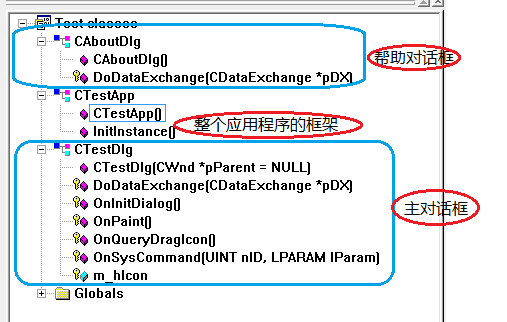 Test classes
CAboutDlg
CAboutDlg()
DoDataExchange(CDataExchange *pDX)
帮助对话框
CTestApp
CTestApp()
InitInstance()
整个应用程序的框架
CTestDlg
CTestDlg(CWnd *pParent = NULL)
DoDataExchange(CDataExchange *pDX)
OnInitDialog()
OnPaint()
主对话框
OnQueryDragIcon()
OnSysCommand(UINT nID, LPARAM lParam)
m_hIcon
Globals